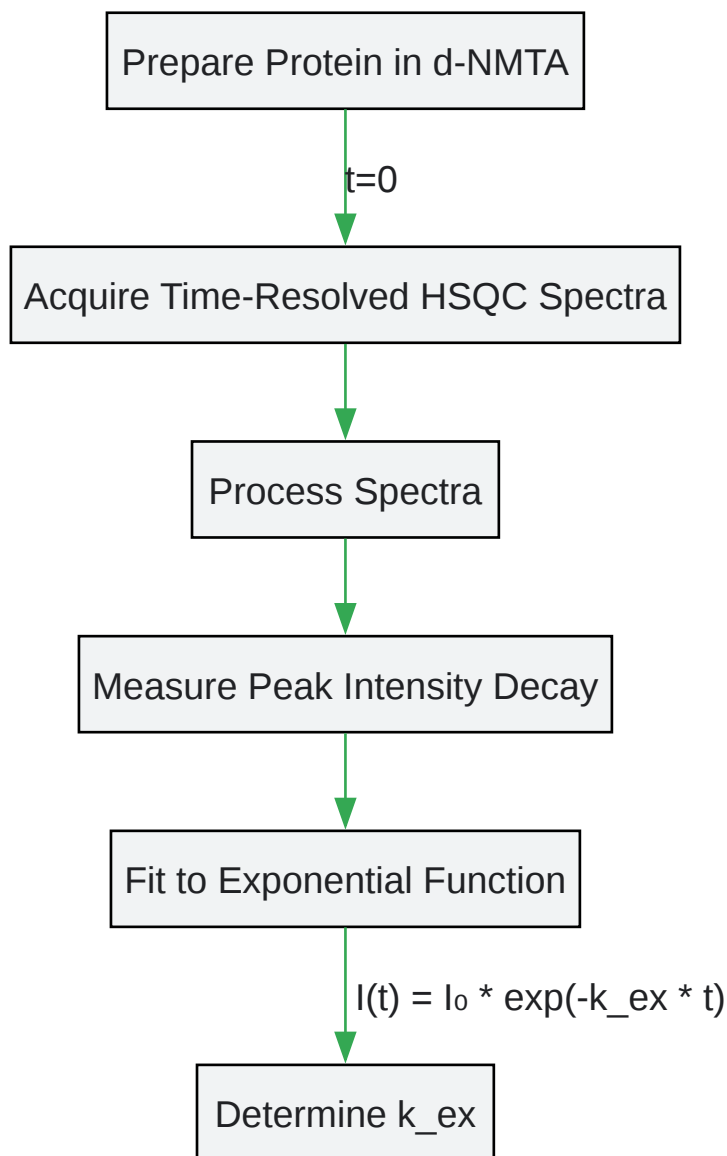 Prepare Protein in d-NMTA
t=0
Acquire Time-Resolved HSQC Spectra
Process Spectra
Measure Peak Intensity Decay
Fit to Exponential Function
I(t) = I₀ * exp(-k_ex * t)
Determine k_ex